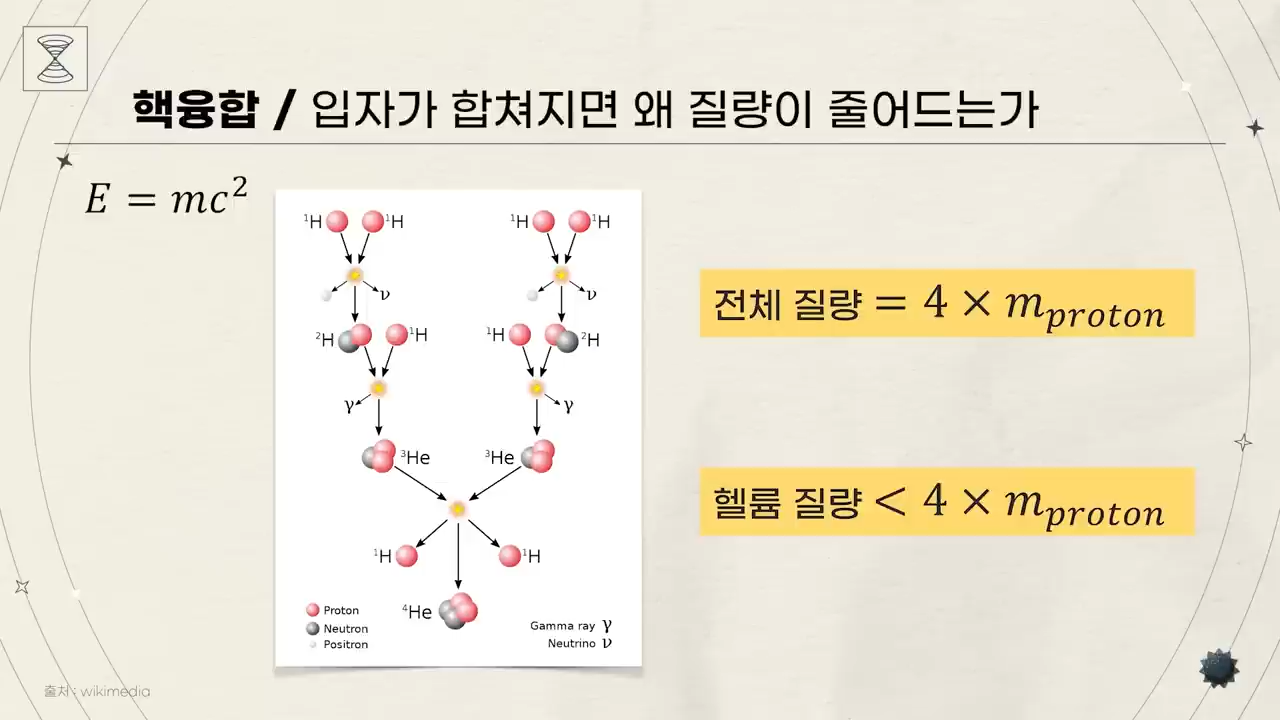 핵융합 / 입자가 합쳐지면 왜 질량이 줄어드는가
E = mc²
¹H ¹H ¹H ¹H
ν ν
²H ¹H ¹H ²H
γ γ
³He ³He
¹H ¹H
⁴He
Proton
Neutron
Positron
Gamma ray γ
Neutrino ν
전체 질량 = 4 × m_proton
헬륨 질량 < 4 × m_proton
출처 : wikimedia